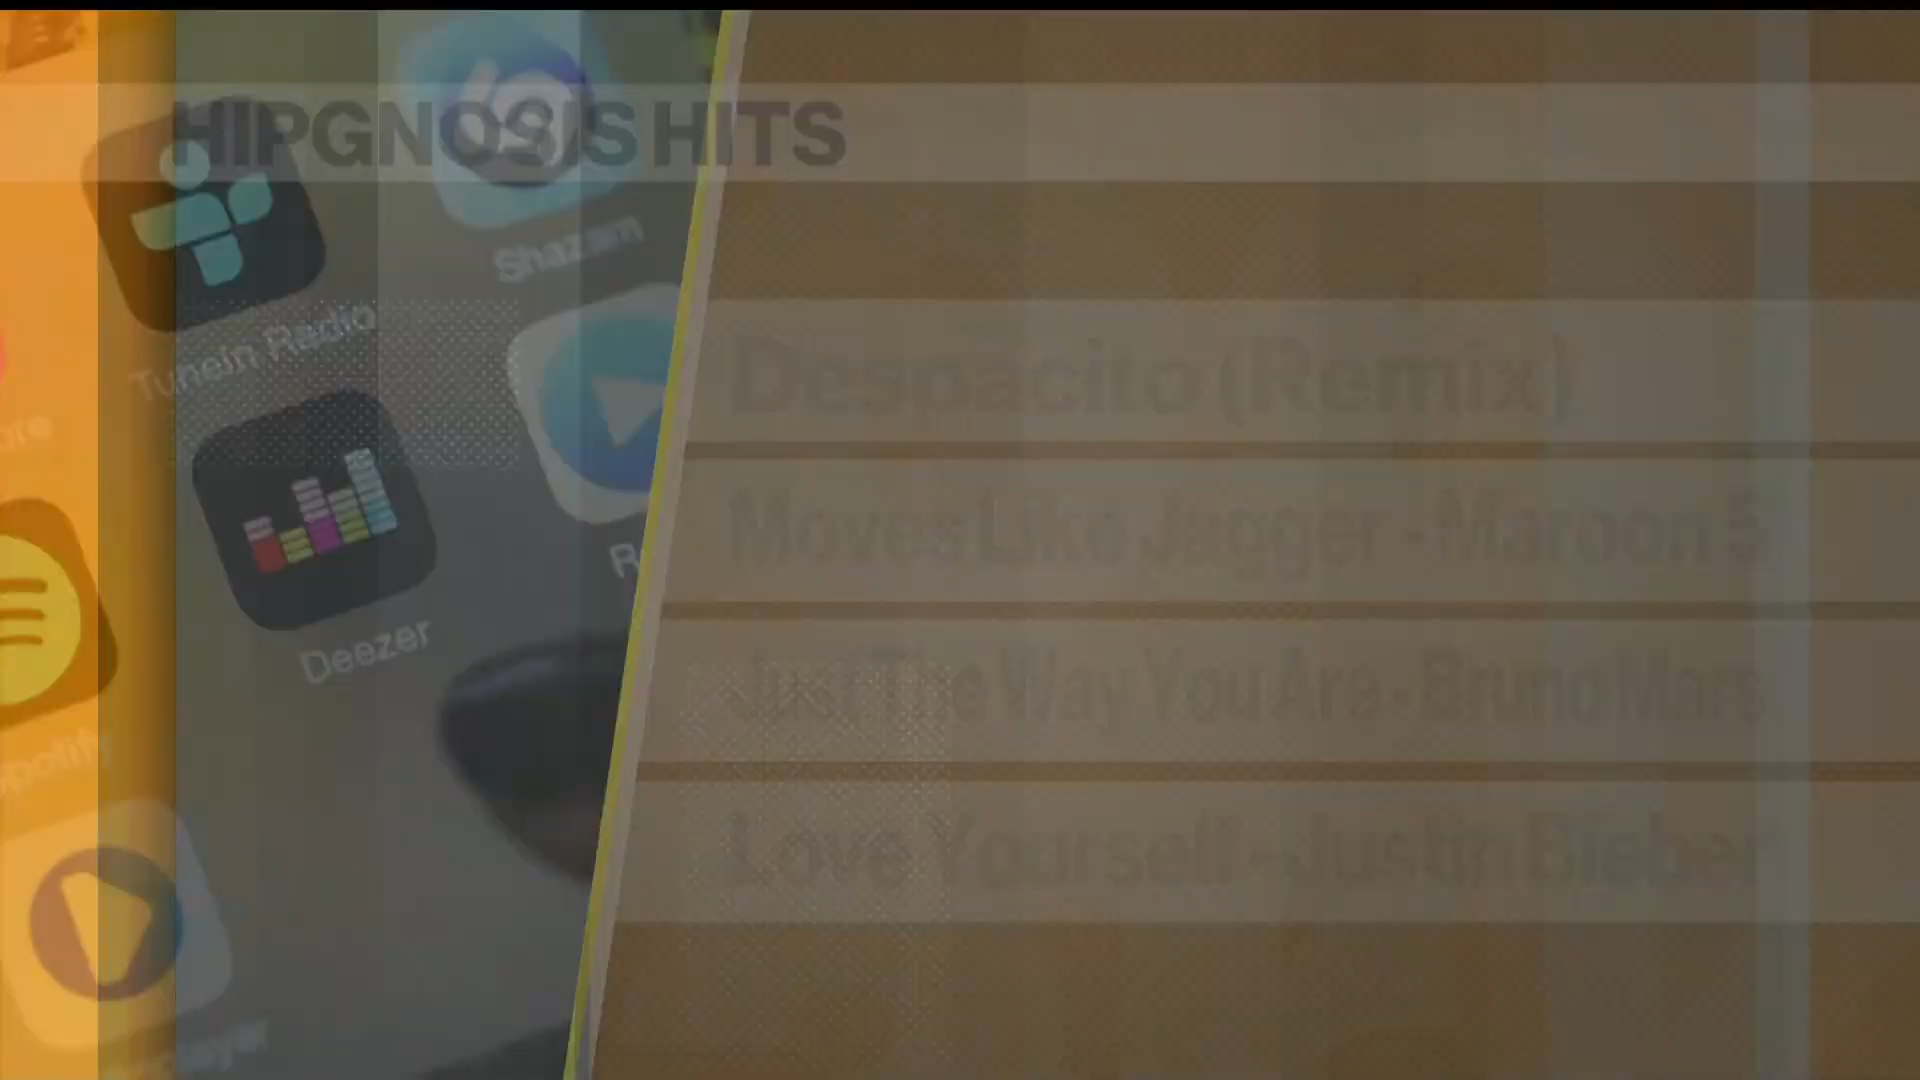 HIPGNOSIS HITS
Shazam
TuneIn Radio
Despacito (Remix)
Moves Like Jagger - Maroon 5
Deezer
Just The Way You Are - Bruno Mars
Love Yourself - Justin Bieber